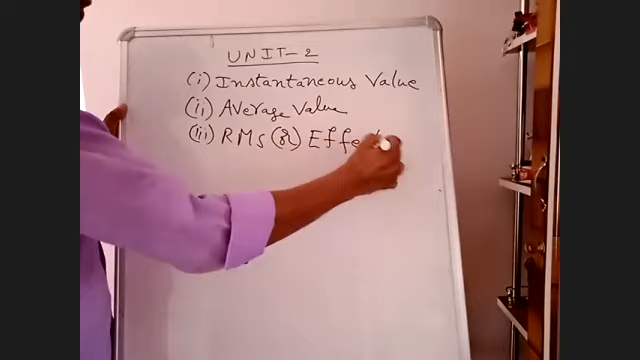 UNIT-2
(i) Instantaneous Value
(ii) Average Value
(iii) RMS (or) Effe